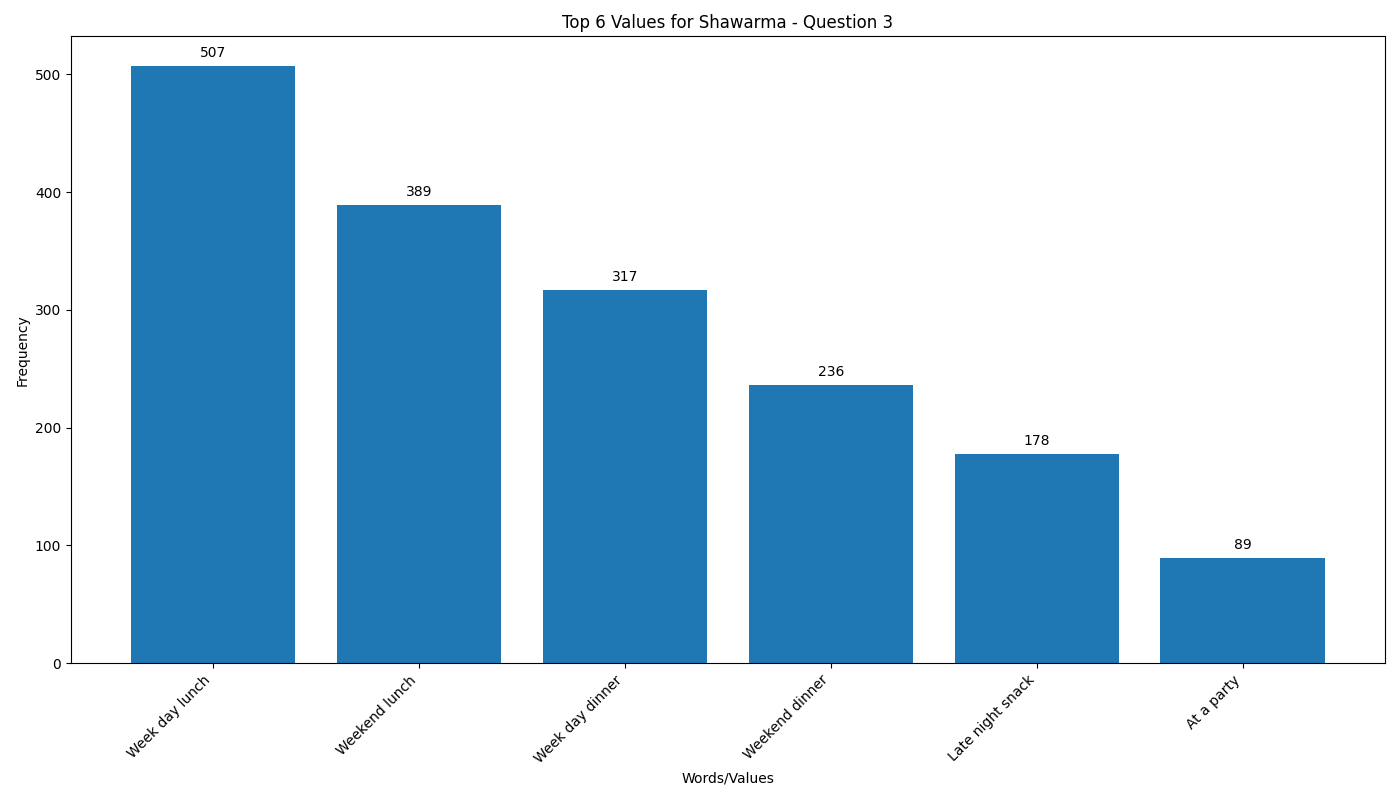 Top 6 Values for Shawarma - Question 3
507
389
317
236
178
89
500
400
300
200
100
0
Frequency
Week day lunch
Weekend lunch
Week day dinner
Weekend dinner
Late night snack
At a party
Words/Values